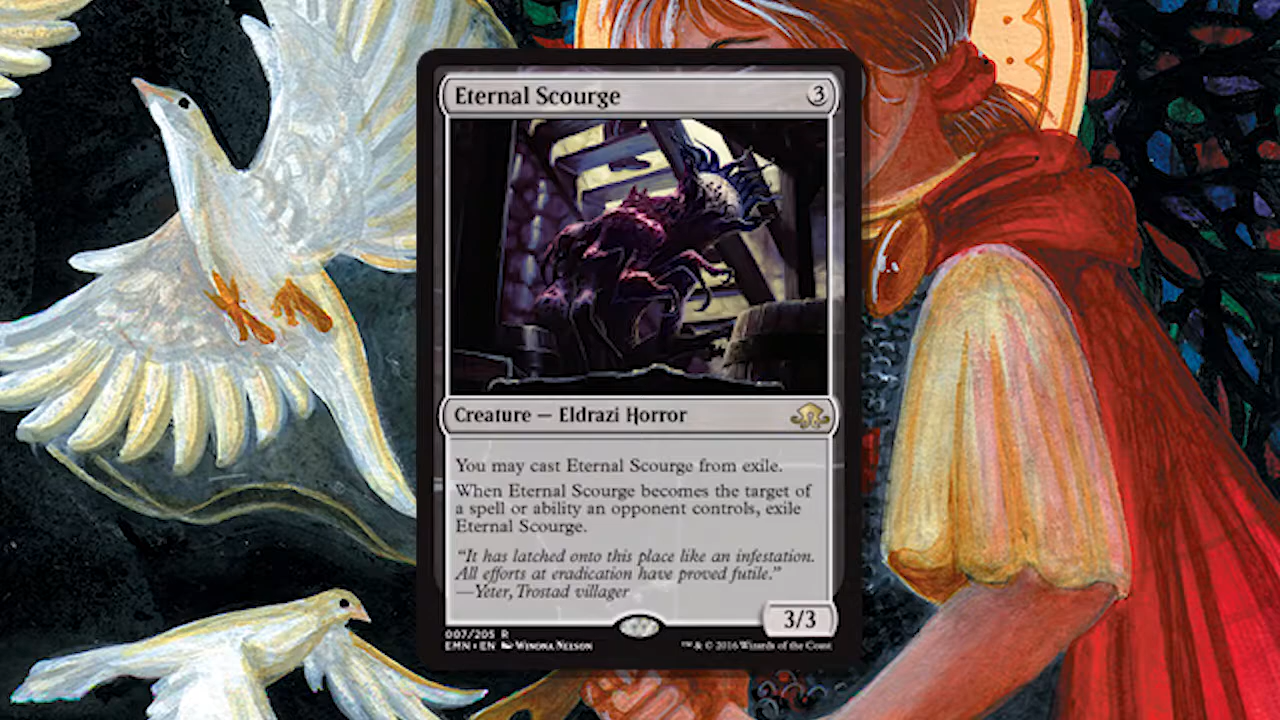 Eternal Scourge 3
Creature — Eldrazi Horror
You may cast Eternal Scourge from exile.
When Eternal Scourge becomes the target of
a spell or ability an opponent controls, exile
Eternal Scourge.
“It has latched onto this place like an infestation.
All efforts at eradication have proved futile.”
—Yeter, Trostad villager
3/3
007/205 R
EMN • EN Winona Nelson
™ & © 2016 Wizards of the Coast